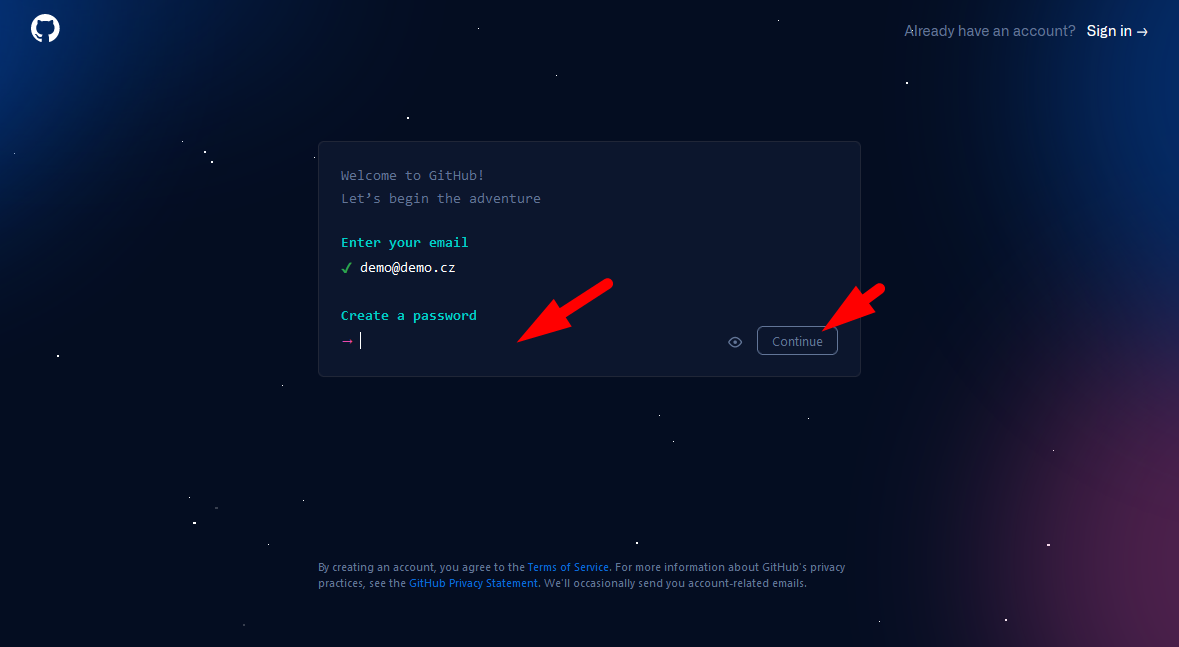 Already have an account? Sign in →
Welcome to GitHub!
Let’s begin the adventure
Enter your email
✓ demo@demo.cz
Create a password
→
Continue
By creating an account, you agree to the Terms of Service. For more information about GitHub's privacy
practices, see the GitHub Privacy Statement. We'll occasionally send you account-related emails.